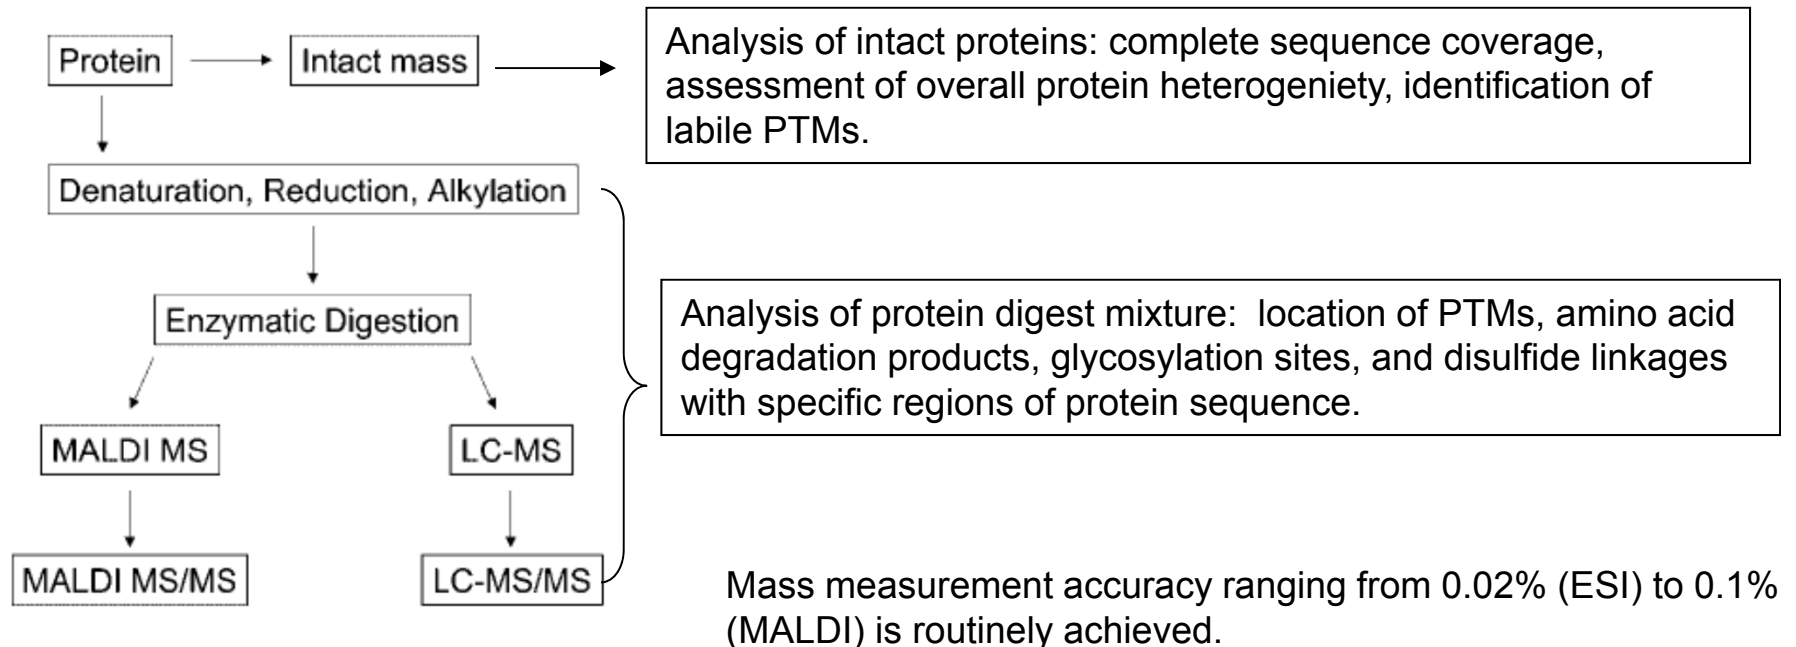 Protein
Intact mass
Analysis of intact proteins: complete sequence coverage,
assessment of overall protein heterogeniety, identification of
labile PTMs.
Denaturation, Reduction, Alkylation
Enzymatic Digestion
Analysis of protein digest mixture:  location of PTMs, amino acid
degradation products, glycosylation sites, and disulfide linkages
with specific regions of protein sequence.
MALDI MS
LC-MS
MALDI MS/MS
LC-MS/MS
Mass measurement accuracy ranging from 0.02% (ESI) to 0.1%
(MALDI) is routinely achieved.